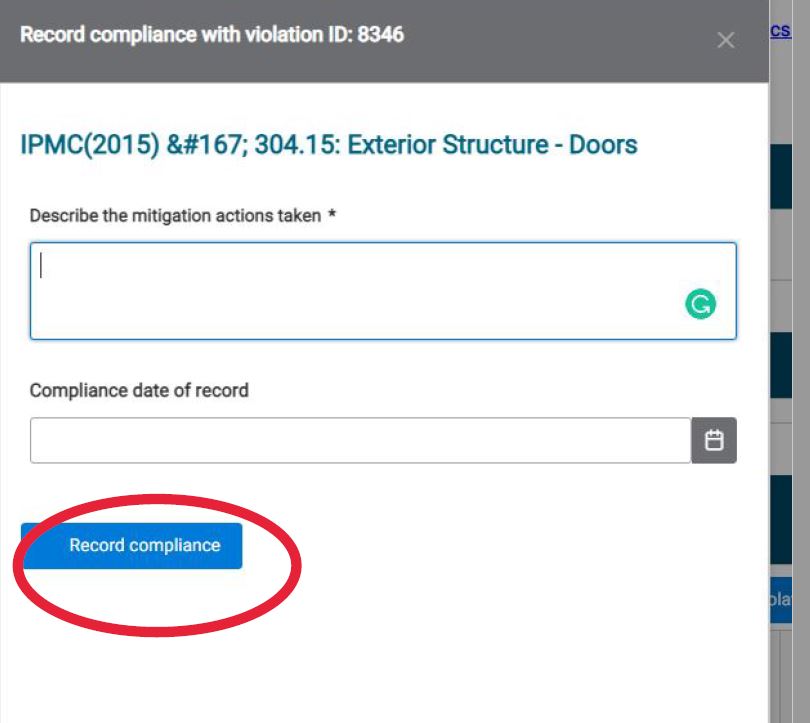 Record compliance with violation ID: 8346
cs
IPMC(2015) &#167; 304.15: Exterior Structure - Doors
Describe the mitigation actions taken *
Compliance date of record
Record compliance